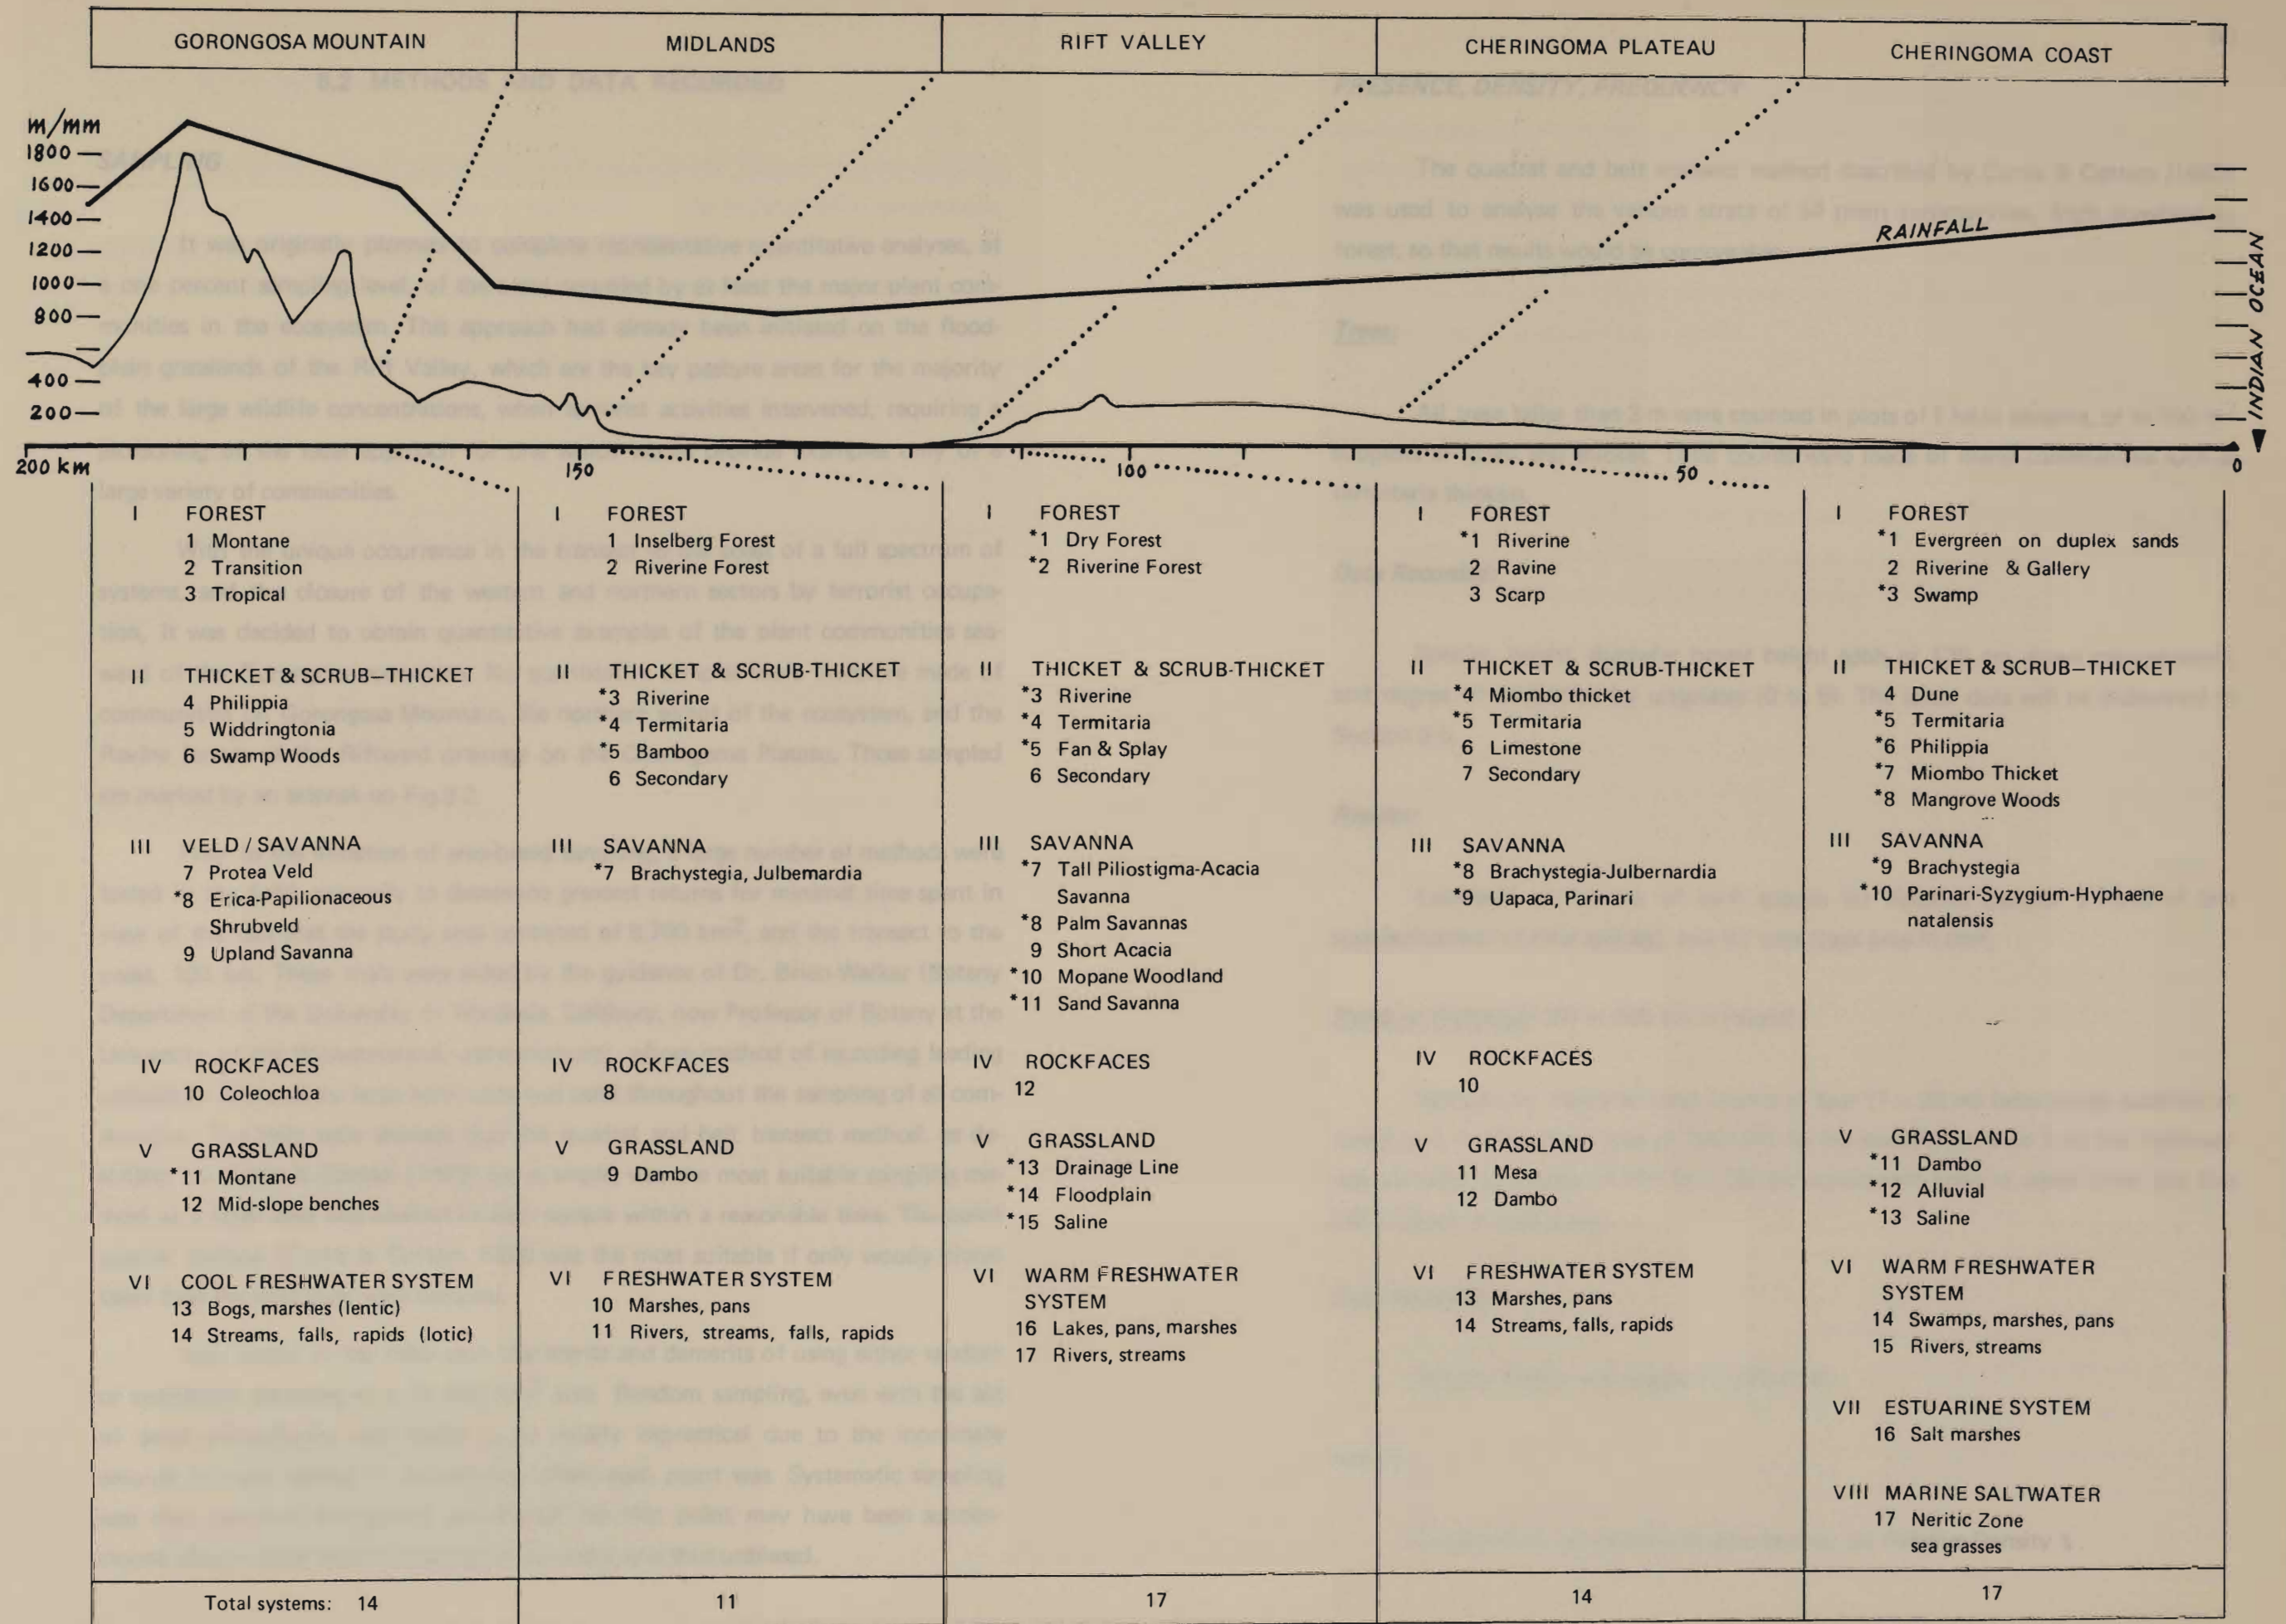 GORONGOSA MOUNTAIN
MIDLANDS
RIFT VALLEY
CHERINGOMA PLATEAU
CHERINGOMA COAST
m/mm
1800
1600
1400
1200
1000
800
400
200
RAINFALL
INDIAN OCEAN
200 km
150
100
50
0
I FOREST
1 Montane
2 Transition
3 Tropical
II THICKET & SCRUB–THICKET
4 Philippia
5 Widdringtonia
6 Swamp Woods
III VELD / SAVANNA
7 Protea Veld
*8 Erica-Papilionaceous
Shrubveld
9 Upland Savanna
IV ROCKFACES
10 Coleochloa
V GRASSLAND
*11 Montane
12 Mid-slope benches
VI COOL FRESHWATER SYSTEM
13 Bogs, marshes (lentic)
14 Streams, falls, rapids (lotic)
Total systems: 14
I FOREST
1 Inselberg Forest
2 Riverine Forest
II THICKET & SCRUB-THICKET
*3 Riverine
*4 Termitaria
*5 Bamboo
6 Secondary
III SAVANNA
*7 Brachystegia, Julbemardia
IV ROCKFACES
8
V GRASSLAND
9 Dambo
VI FRESHWATER SYSTEM
10 Marshes, pans
11 Rivers, streams, falls, rapids
11
I FOREST
*1 Dry Forest
*2 Riverine Forest
II THICKET & SCRUB-THICKET
*3 Riverine
*4 Termitaria
*5 Fan & Splay
6 Secondary
III SAVANNA
*7 Tall Piliostigma-Acacia
Savanna
*8 Palm Savannas
9 Short Acacia
*10 Mopane Woodland
*11 Sand Savanna
IV ROCKFACES
12
V GRASSLAND
*13 Drainage Line
*14 Floodplain
*15 Saline
VI WARM FRESHWATER
SYSTEM
16 Lakes, pans, marshes
17 Rivers, streams
17
I FOREST
*1 Riverine
2 Ravine
3 Scarp
II THICKET & SCRUB-THICKET
*4 Miombo thicket
*5 Termitaria
6 Limestone
7 Secondary
III SAVANNA
*8 Brachystegia-Julbernardia
*9 Uapaca, Parinari
IV ROCKFACES
10
V GRASSLAND
11 Mesa
12 Dambo
VI FRESHWATER SYSTEM
13 Marshes, pans
14 Streams, falls, rapids
14
I FOREST
*1 Evergreen on duplex sands
2 Riverine & Gallery
*3 Swamp
II THICKET & SCRUB–THICKET
4 Dune
*5 Termitaria
*6 Philippia
*7 Miombo Thicket
*8 Mangrove Woods
III SAVANNA
*9 Brachystegia
*10 Parinari-Syzygium-Hyphaene
natalensis
V GRASSLAND
*11 Dambo
*12 Alluvial
*13 Saline
VI WARM FRESHWATER
SYSTEM
14 Swamps, marshes, pans
15 Rivers, streams
VII ESTUARINE SYSTEM
16 Salt marshes
VIII MARINE SALTWATER
17 Neritic Zone
sea grasses
17